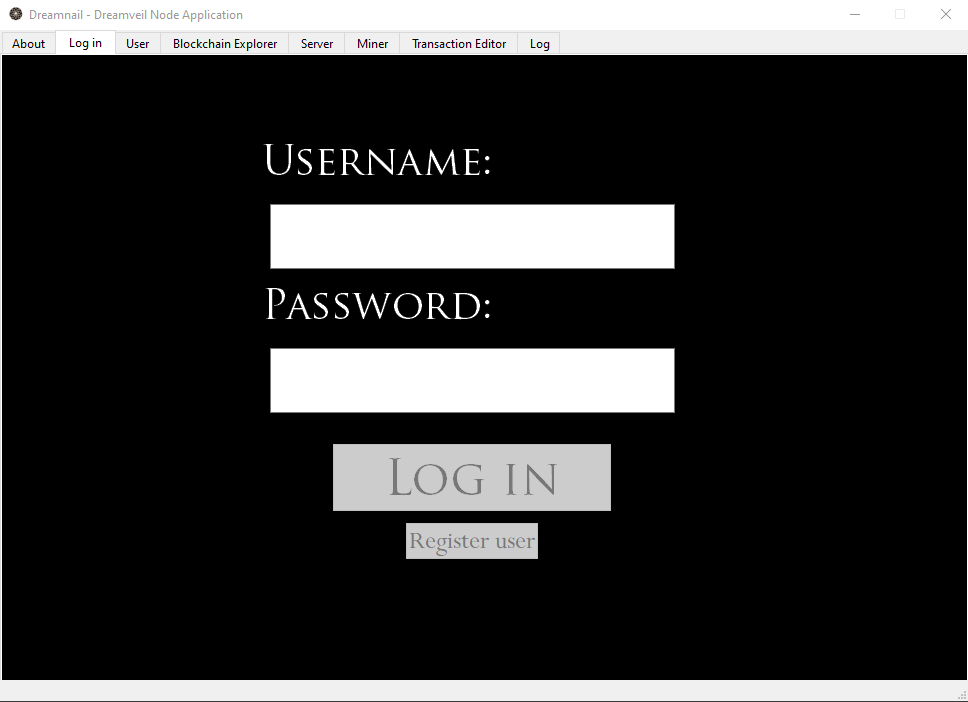 Dreamnail - Dreamveil Node Application
About Log in User Blockchain Explorer Server Miner Transaction Editor Log
Username:
Password:
Log in
Register user